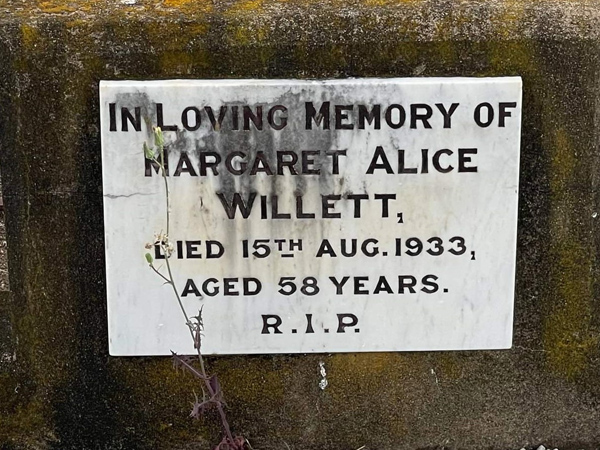 IN LOVING MEMORY OF
MARGARET ALICE
WILLETT,
DIED 15TH AUG. 1933,
AGED 58 YEARS.
R.I.P.